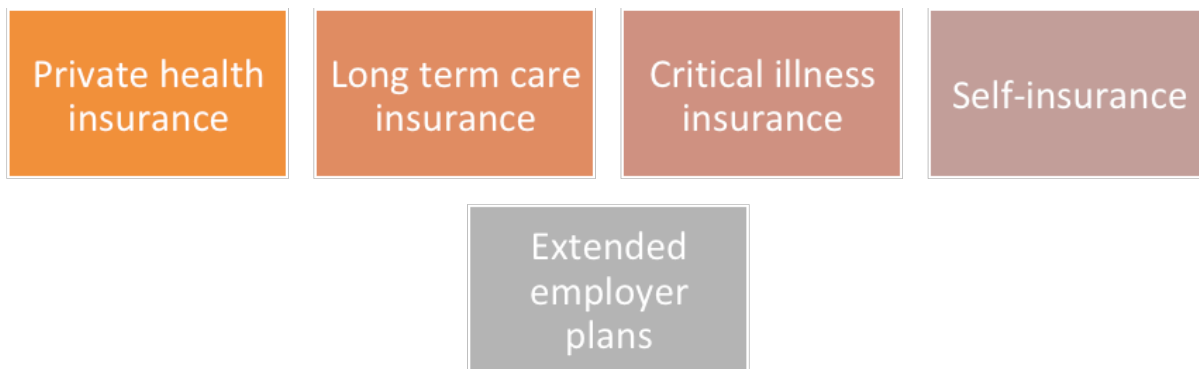 Private health
insurance
Long term care
insurance
Critical illness
insurance
Self-insurance
Extended
employer
plans